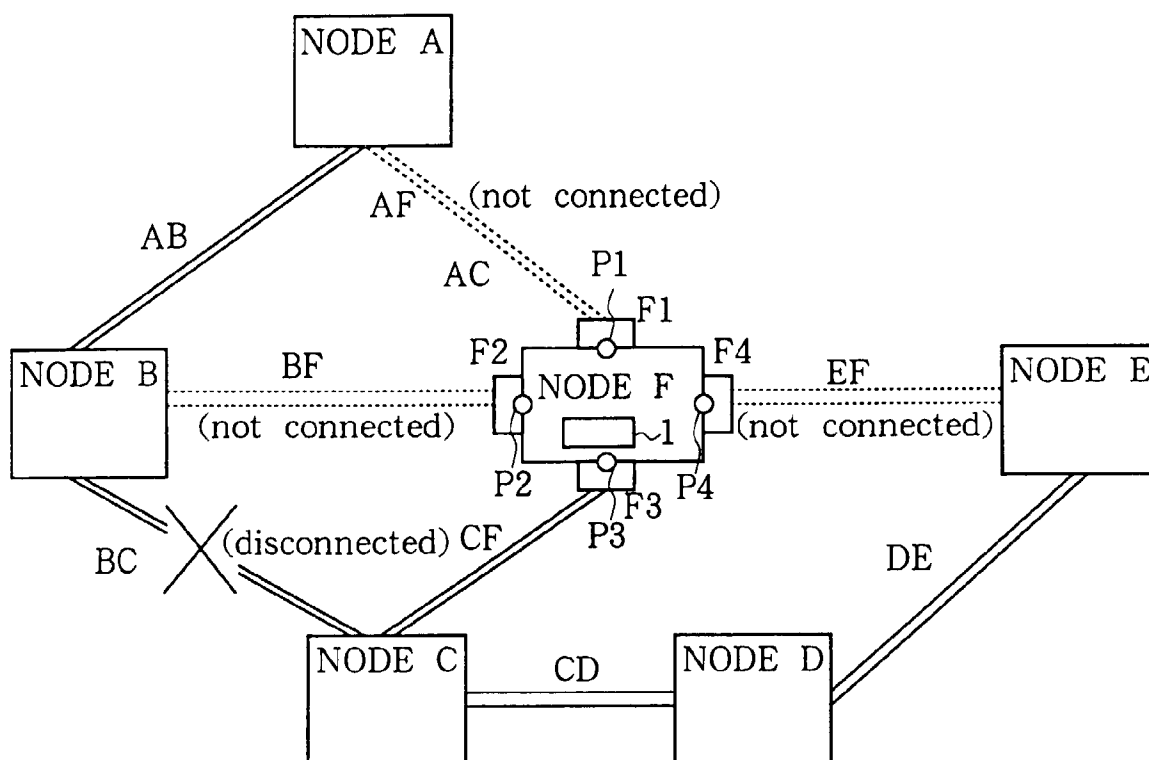 NODE A
AF
(not connected)
AB
AC
P1
F1
F2
F4
NODE B
BF
NODE F
EF
NODE E
(not connected)
(not connected)
1
P2
P4
F3
P3
BC
(disconnected)
CF
DE
NODE C
CD
NODE D